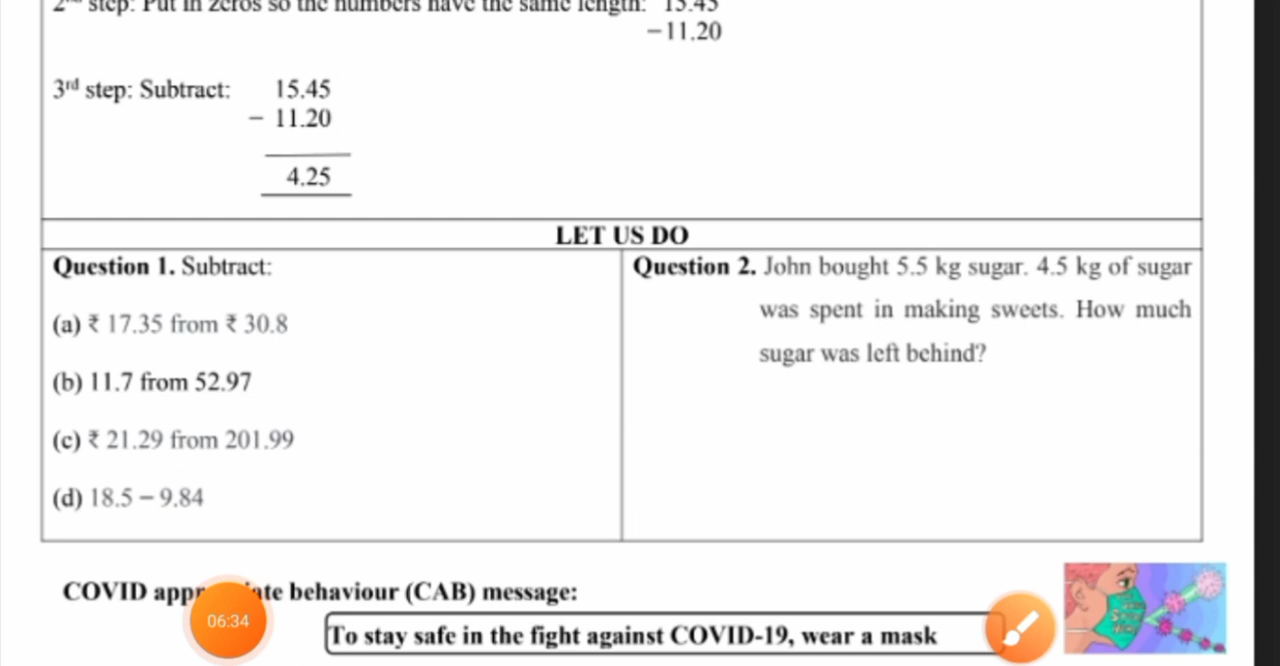 2nd step: Put in zeros so the numbers have the same length: 15.45
−11.20
3rd step: Subtract: 15.45
− 11.20
4.25
LET US DO
Question 1. Subtract:
(a) ₹ 17.35 from ₹ 30.8
(b) 11.7 from 52.97
(c) ₹ 21.29 from 201.99
(d) 18.5 – 9.84
Question 2. John bought 5.5 kg sugar. 4.5 kg of sugar
was spent in making sweets. How much
sugar was left behind?
COVID appr te behaviour (CAB) message:
06:34
To stay safe in the fight against COVID-19, wear a mask